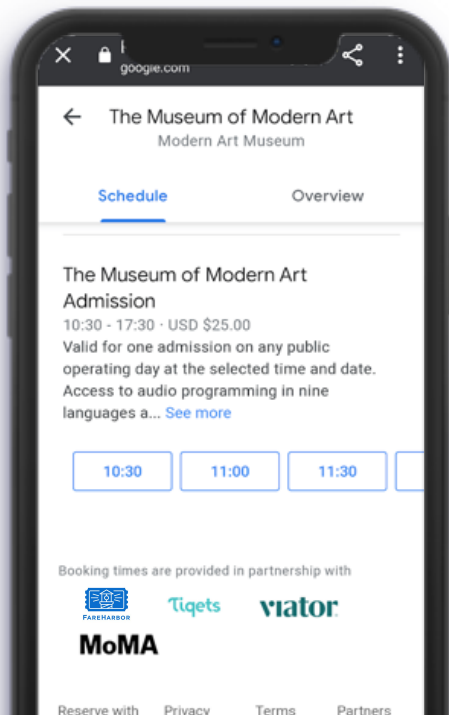 google.com
The Museum of Modern Art
Modern Art Museum
Schedule
Overview
The Museum of Modern Art
Admission
10:30 - 17:30 · USD $25.00
Valid for one admission on any public
operating day at the selected time and date.
Access to audio programming in nine
languages a... See more
10:30
11:00
11:30
Booking times are provided in partnership with
FAREHARBOR
Tiqets
viator
MoMA
Reserve with
Privacy
Terms
Partners